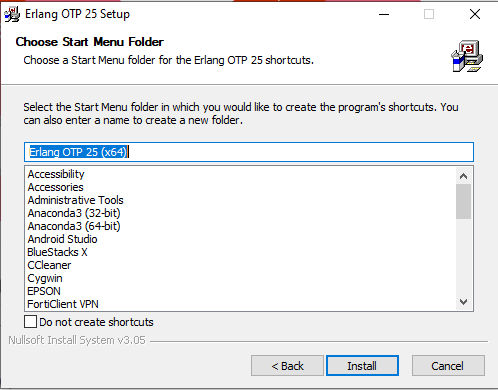 Erlang OTP 25 Setup
Choose Start Menu Folder
Choose a Start Menu folder for the Erlang OTP 25 shortcuts.
Select the Start Menu folder in which you would like to create the program's shortcuts. You
can also enter a name to create a new folder.
Erlang OTP 25 (x64)
Accessibility
Accessories
Administrative Tools
Anaconda3 (32-bit)
Anaconda3 (64-bit)
Android Studio
BlueStacks X
CCleaner
Cygwin
EPSON
FortiClient VPN
Do not create shortcuts
Nullsoft Install System v3.05
< Back
Install
Cancel